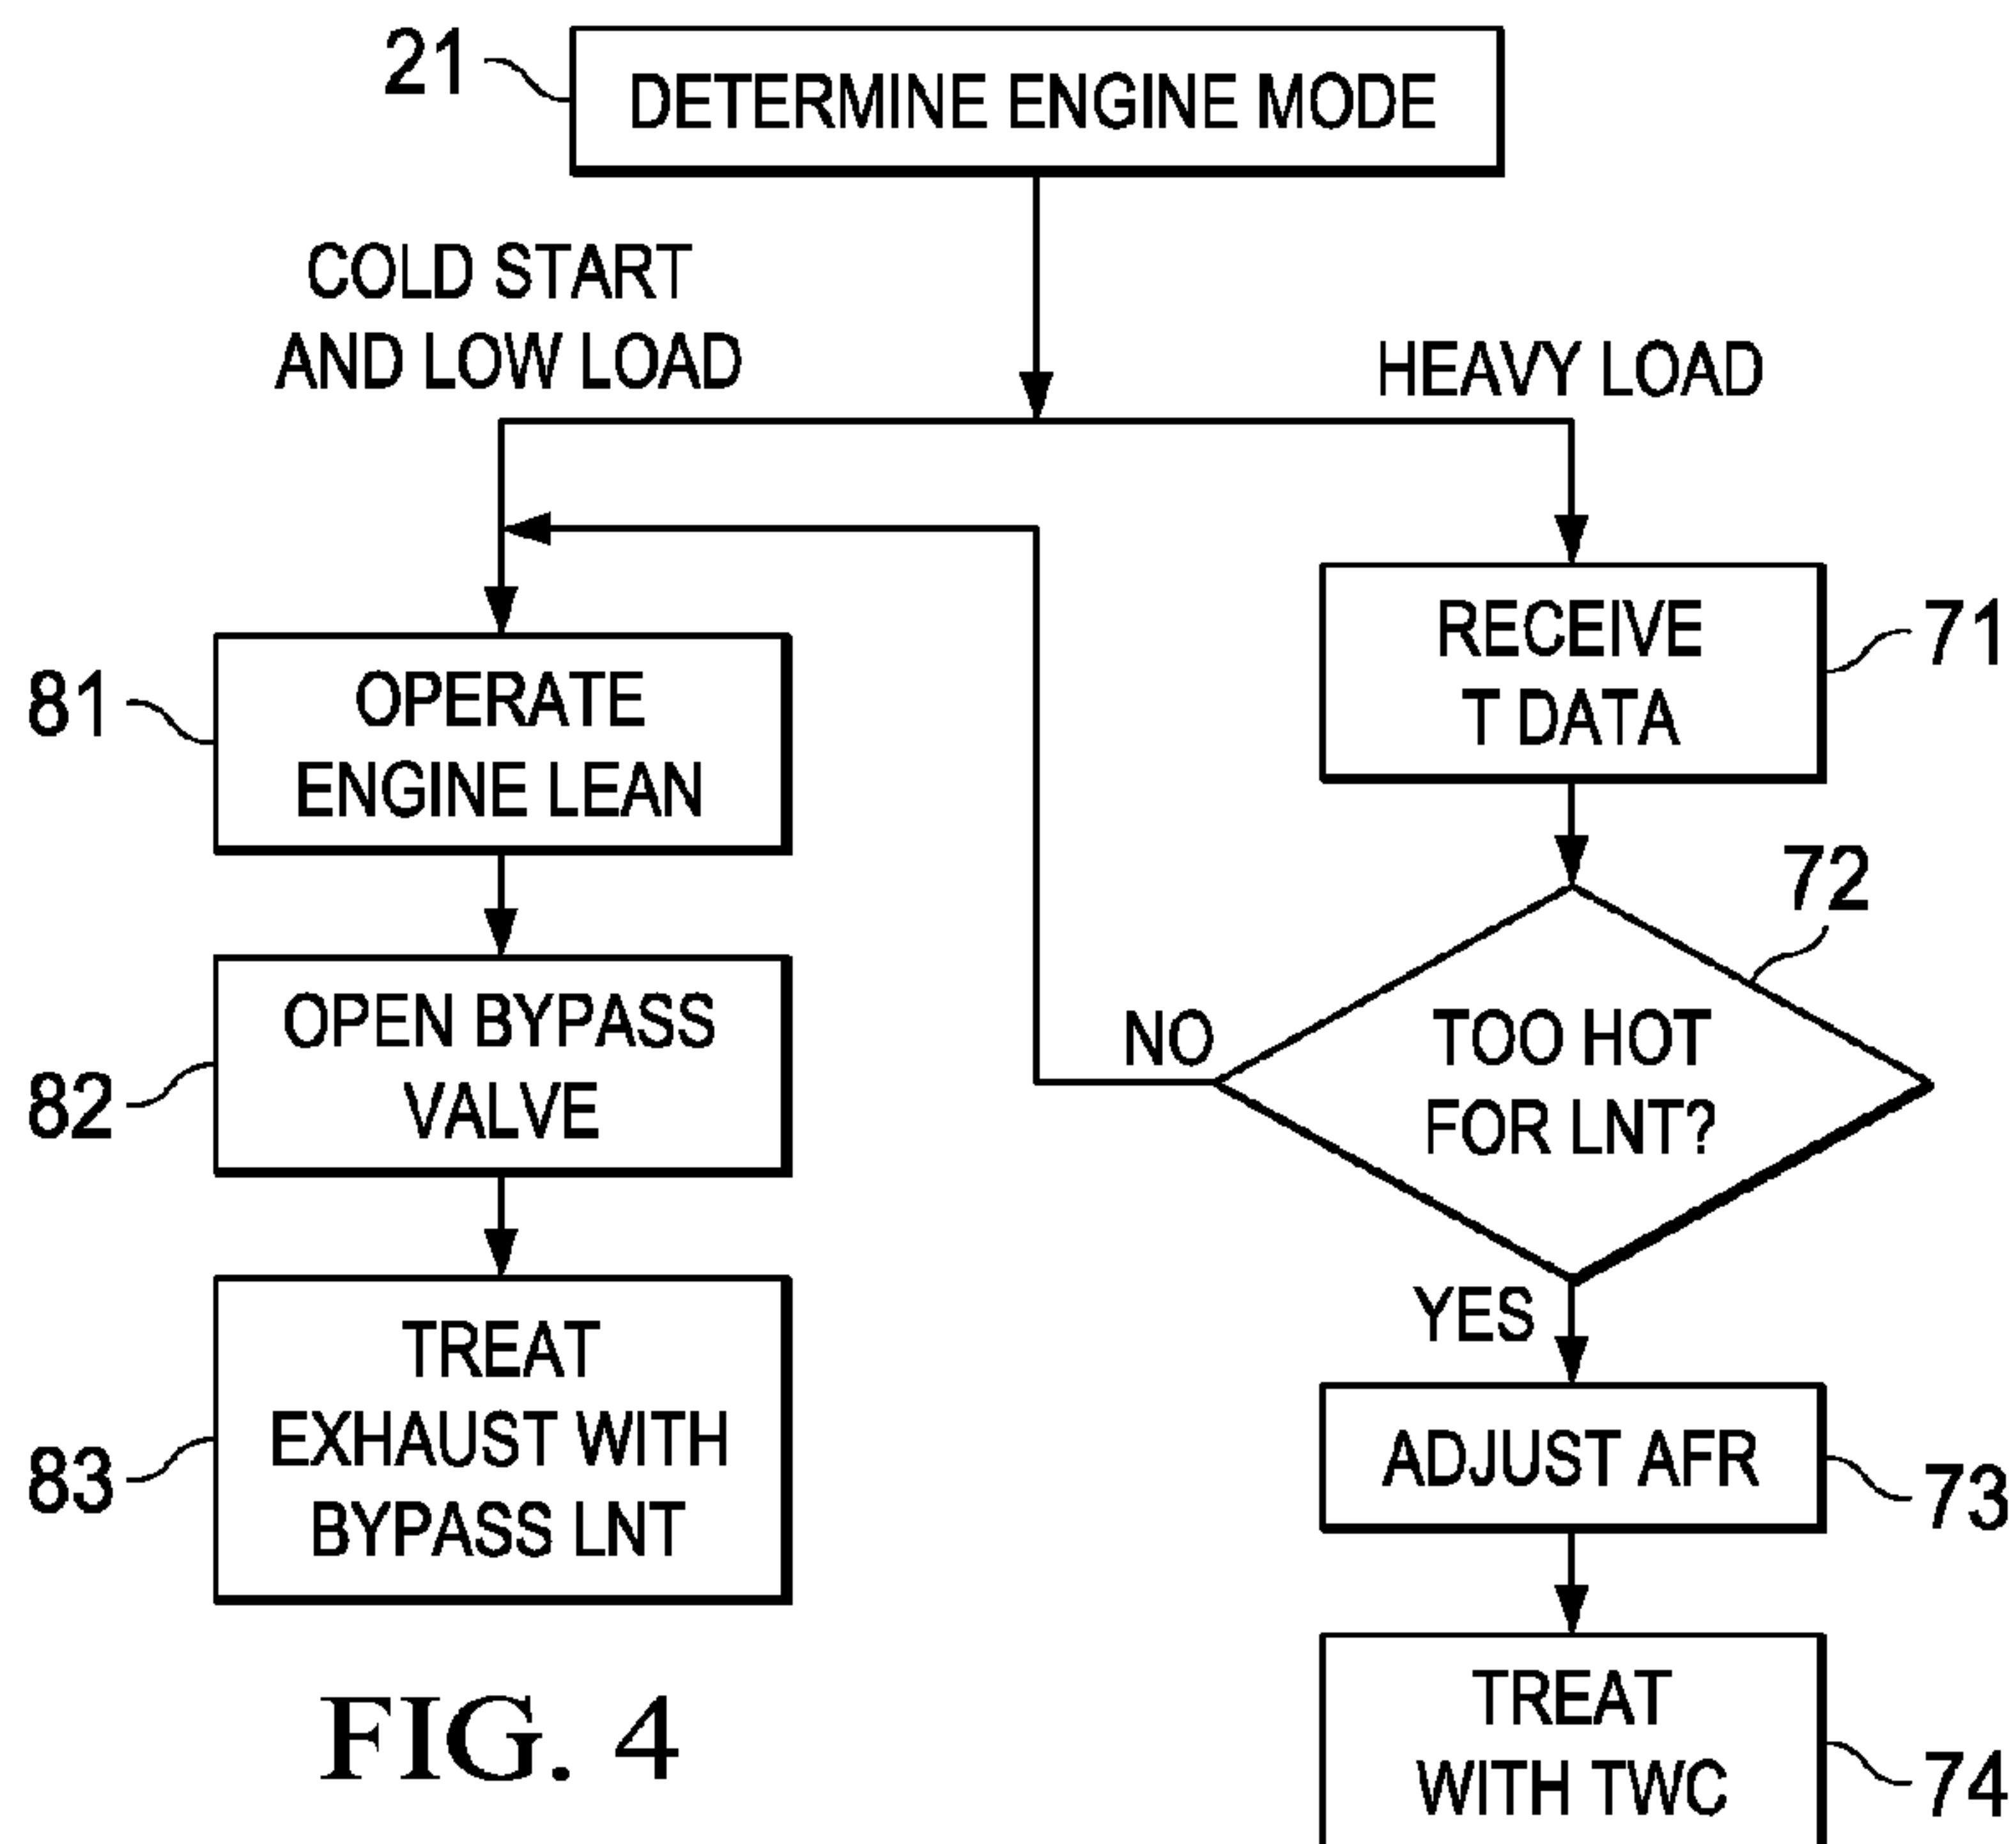 21
DETERMINE ENGINE MODE
COLD START
AND LOW LOAD
HEAVY LOAD
RECEIVE
T DATA
71
81
OPERATE
ENGINE LEAN
72
TOO HOT
FOR LNT?
NO
82
OPEN BYPASS
VALVE
YES
83
TREAT
EXHAUST WITH
BYPASS LNT
ADJUST AFR
73
TREAT
WITH TWC
74
FIG. 4